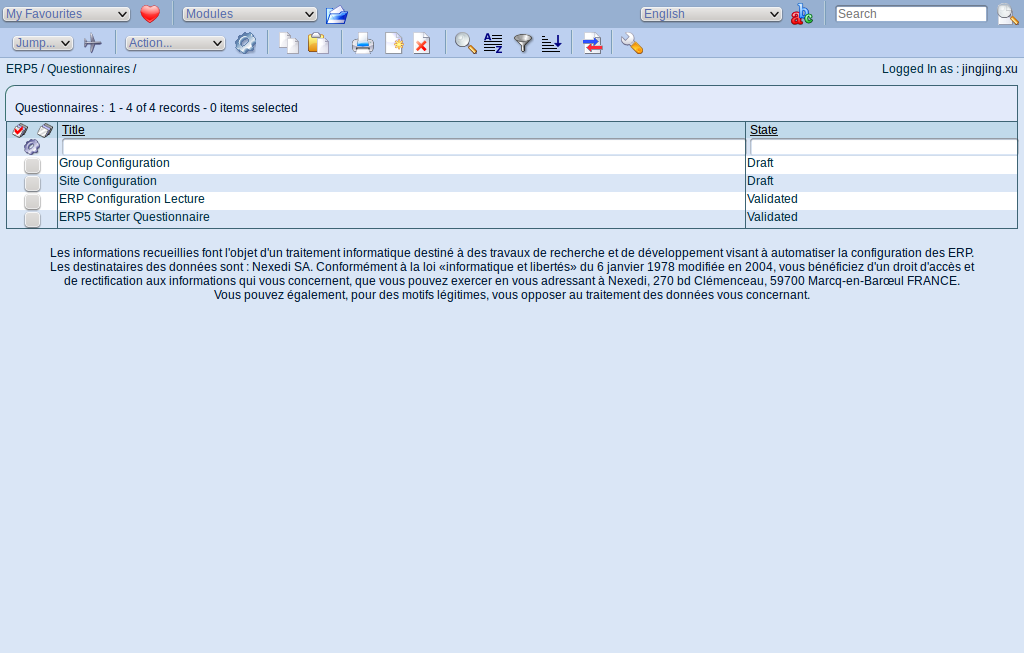 My Favourites Modules English Search
Jump... Action...
ERP5 / Questionnaires / Logged In as : jingjing.xu
Questionnaires : 1 - 4 of 4 records - 0 items selected
Title State
Group Configuration Draft
Site Configuration Draft
ERP Configuration Lecture Validated
ERP5 Starter Questionnaire Validated
Les informations recueillies font l'objet d'un traitement informatique destiné à des travaux de recherche et de développement visant à automatiser la configuration des ERP.
Les destinataires des données sont : Nexedi SA. Conformément à la loi «informatique et libertés» du 6 janvier 1978 modifiée en 2004, vous bénéficiez d'un droit d'accès et
de rectification aux informations qui vous concernent, que vous pouvez exercer en vous adressant à Nexedi, 270 bd Clémenceau, 59700 Marcq-en-Barœul FRANCE.
Vous pouvez également, pour des motifs légitimes, vous opposer au traitement des données vous concernant.